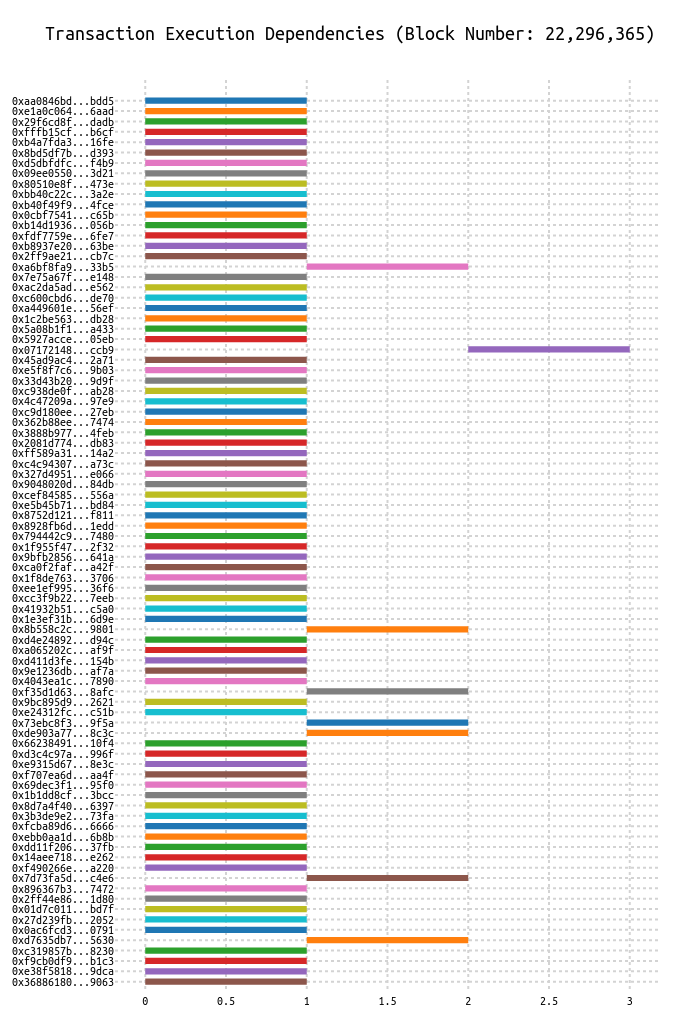 Transaction Execution Dependencies (Block Number: 22,296,365)
0xaa0846bd...bdd5
0xe1a0c064...6aad
0x29f6cd8f...dadb
0xfffb15cf...b6cf
0xb4a7fda3...16fe
0x8bd5df7b...d393
0xd5dbfdfc...f4b9
0x09ee0550...3d21
0x80510e8f...473e
0xbb40c22c...3a2e
0xb40f49f9...4fce
0x0cbf7541...c65b
0xb14d1936...056b
0xfdf7759e...6fe7
0xb8937e20...63be
0x2ff9ae21...cb7c
0xa6bf8fa9...33b5
0x7e75a67f...e148
0xac2da5ad...e562
0xc600cbd6...de70
0xa449601e...56ef
0x1c2be563...db28
0x5a08b1f1...a433
0x5927acce...05eb
0x07172148...ccb9
0x45ad9ac4...2a71
0xe5f8f7c6...9b03
0x33d43b20...9d9f
0xc938de0f...ab28
0x4c47209a...97e9
0xc9d180ee...27eb
0x362b88ee...7474
0x3888b977...4feb
0x2081d774...db83
0xff589a31...14a2
0xc4c94307...a73c
0x327d4951...e066
0x9048020d...84db
0xcef84585...556a
0xe5b45b71...bd84
0x8752d121...f811
0x8928fb6d...1edd
0x794442c9...7480
0x1f955f47...2f32
0x9bfb2856...641a
0xca0f2faf...a42f
0x1f8de763...3706
0xee1ef995...36f6
0xcc3f9b22...7eeb
0x41932b51...c5a0
0x1e3ef31b...6d9e
0x8b558c2c...9801
0xd4e24892...d94c
0xa065202c...af9f
0xd411d3fe...154b
0x9e1236db...af7a
0x4043ea1c...7890
0xf35d1d63...8afc
0x9bc895d9...2621
0xe24312fc...c51b
0x73ebc8f3...9f5a
0xde903a77...8c3c
0x66238491...10f4
0xd3c4c97a...996f
0xe9315d67...8e3c
0xf707ea6d...aa4f
0x69dec3f1...95f0
0x1b1dd8cf...3bcc
0x8d7a4f40...6397
0x3b3de9e2...73fa
0xfcba89d6...6666
0xebb0aa1d...6b8b
0xdd11f206...37fb
0x14aee718...e262
0xf490266e...a220
0x7d73fa5d...c4e6
0x896367b3...7472
0x2ff44e86...1d80
0x01d7c011...bd7f
0x27d239fb...2052
0x0ac6fcd3...0791
0xd7635db7...5630
0xc319857b...8230
0xf9cb0df9...b1c3
0xe38f5818...9dca
0x36886180...9063
0 0.5 1 1.5 2 2.5 3